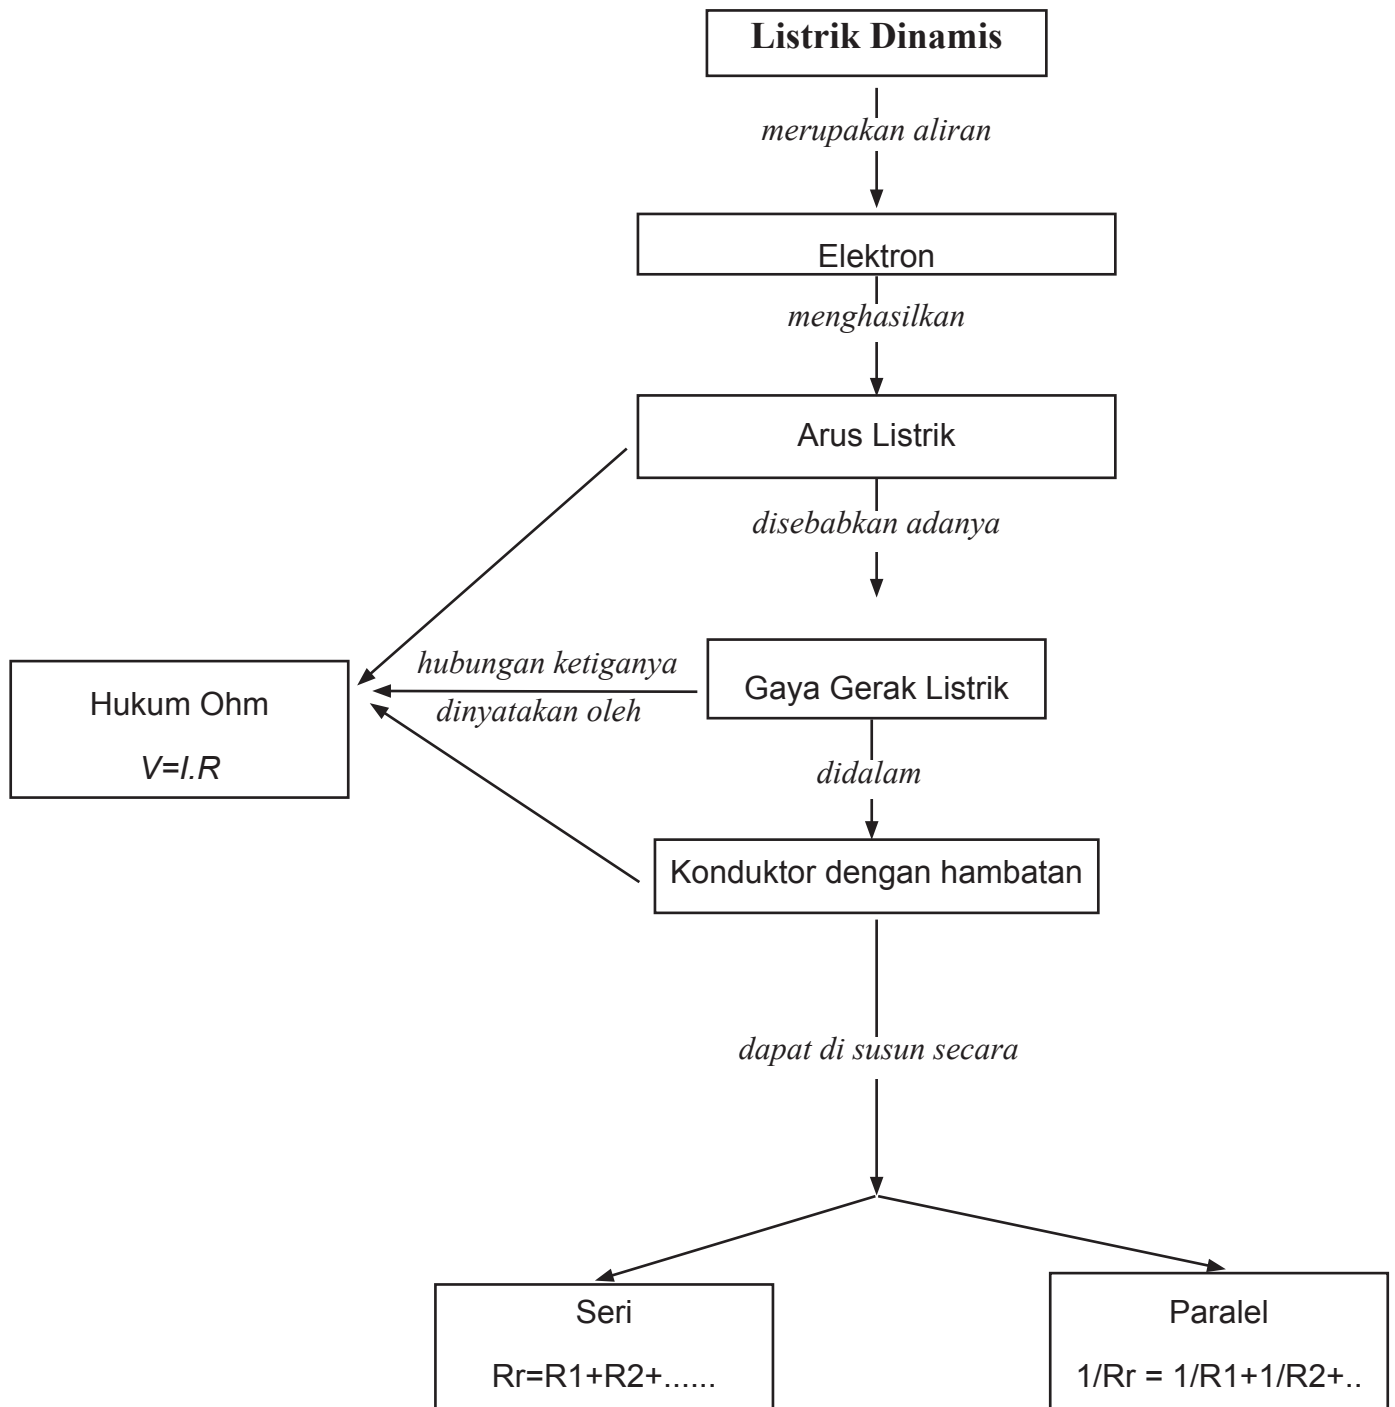 Listrik Dinamis
merupakan aliran
Elektron
menghasilkan
Arus Listrik
disebabkan adanya
hubungan ketiganya
dinyatakan oleh
Gaya Gerak Listrik
Hukum Ohm
V=I.R
didalam
Konduktor dengan hambatan
dapat di susun secara
Seri
Rr=R1+R2+......
Paralel
1/Rr = 1/R1+1/R2+..